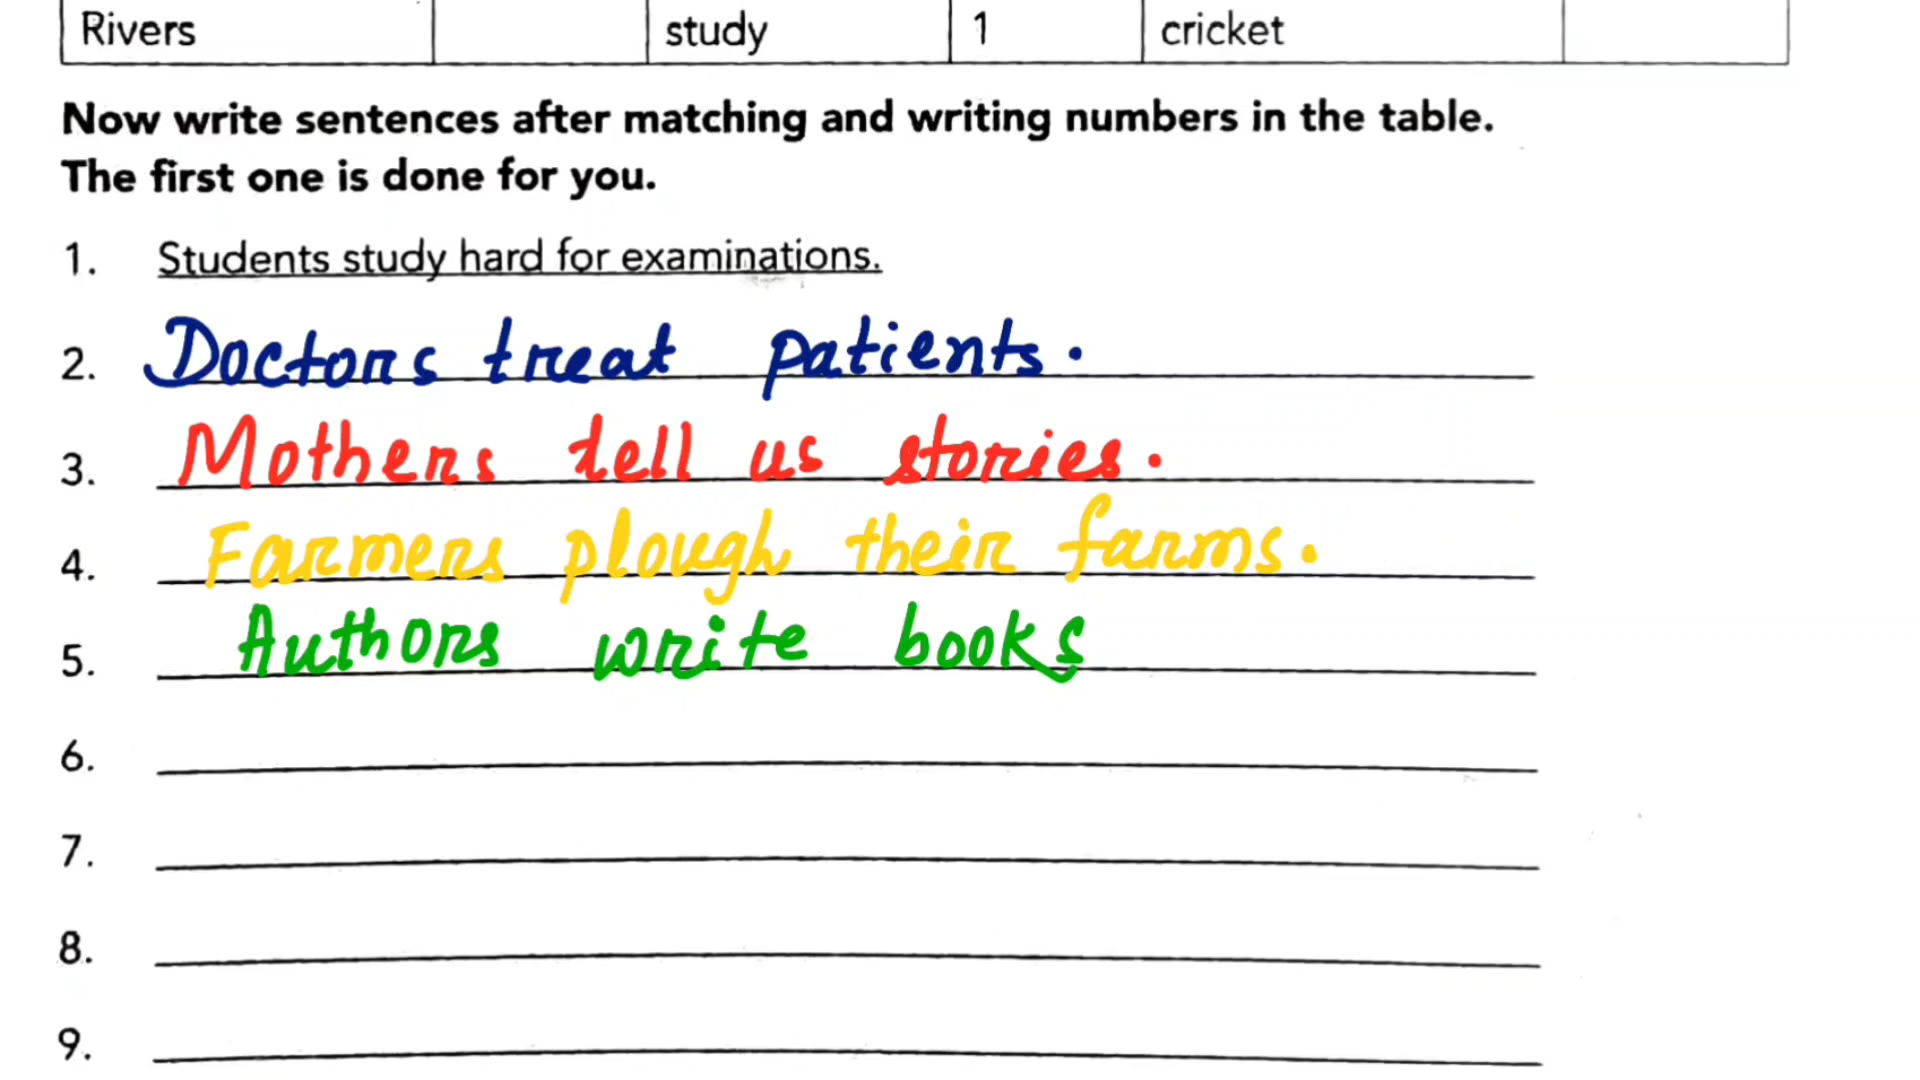 Rivers study 1 cricket
Now write sentences after matching and writing numbers in the table.
The first one is done for you.
1. Students study hard for examinations.
2. Doctors treat patients.
3. Mothers tell us stories.
4. Farmers plough their farms.
5. Authors write books
6.
7.
8.
9.